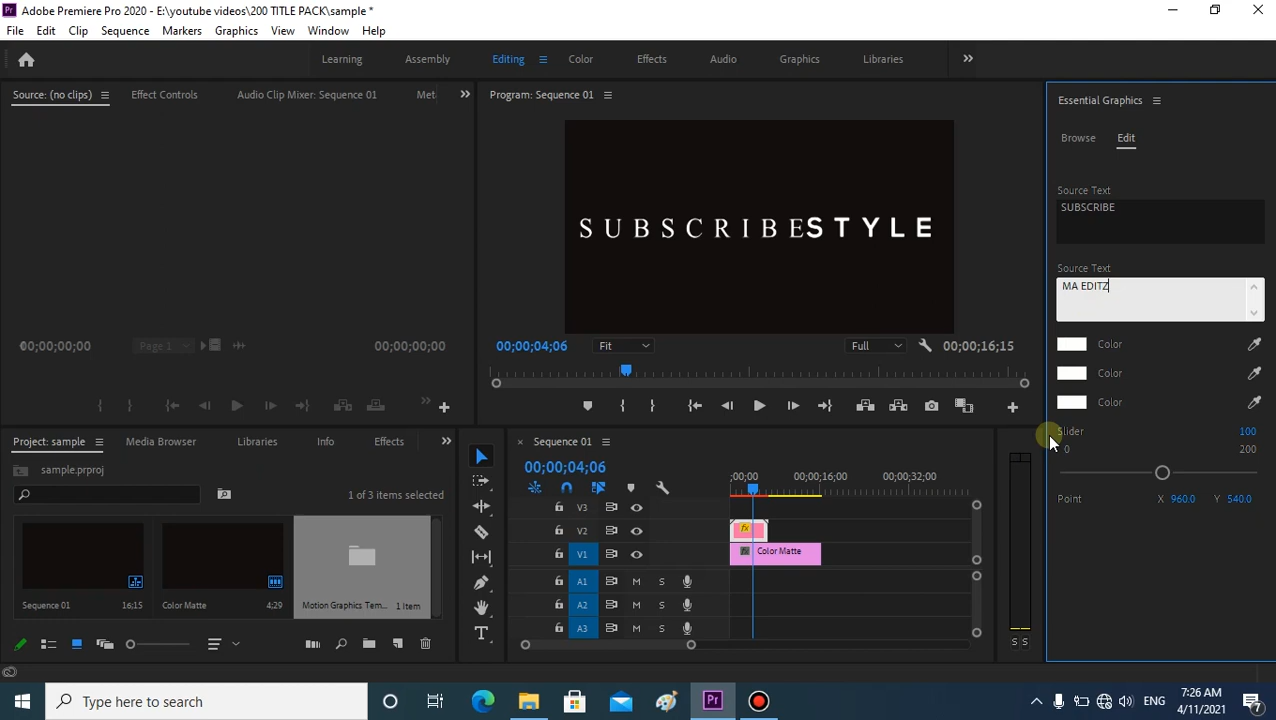 Adobe Premiere Pro 2020 - E:\youtube videos\200 TITLE PACK\sample *
File Edit Clip Sequence Markers Graphics View Window Help
Learning Assembly Editing Color Effects Audio Graphics Libraries
Source: (no clips) Effect Controls Audio Clip Mixer: Sequence 01 Met
Program: Sequence 01
Essential Graphics
Browse Edit
Source Text
SUBSCRIBE
SUBSCRIBESTYLE
Source Text
MA EDITZ
00;00;00;00 Page 1 00;00;00;00
00;00;04;06 Fit Full 00;00;16;15
Color
Color
Color
Slider 100
0 200
Point X 960.0 Y 540.0
Project: sample Media Browser Libraries Info Effects
sample.prproj
1 of 3 items selected
Sequence 01 16;15
Color Matte 4;29
Motion Graphics Tem... 1 Item
Sequence 01
00;00;04;06
;00;00 00;00;16;00 00;00;32;00
V3
V2 fx
V1 fx Color Matte
A1 M S
A2 M S
A3 M S
S S
Type here to search
Pr
ENG
7:26 AM
4/11/2021
7